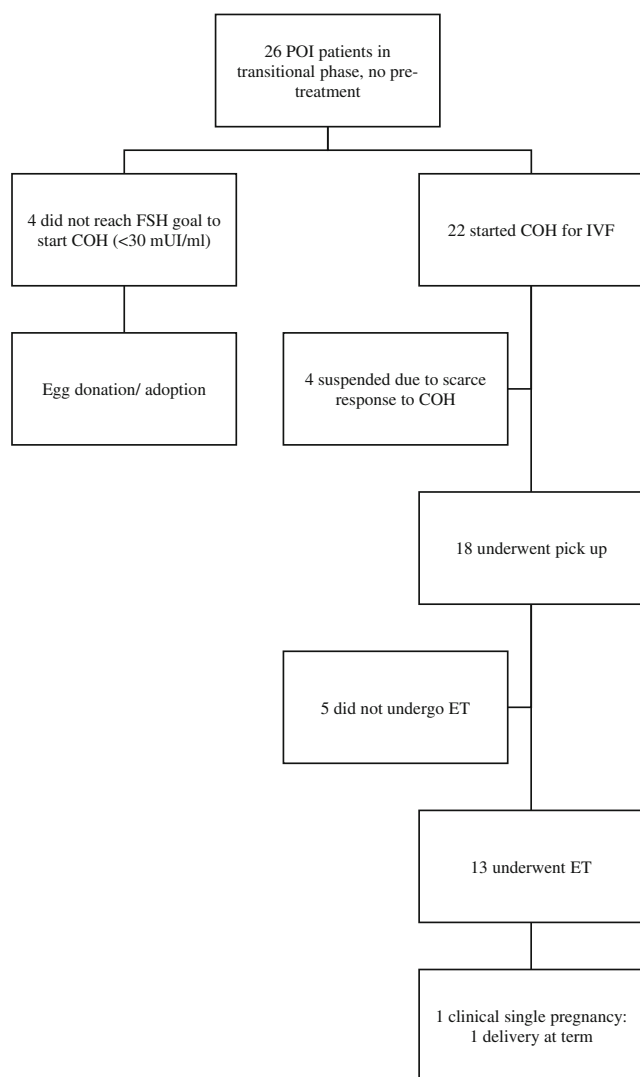 26 POI patients in
transitional phase, no pre-
treatment
4 did not reach FSH goal to
start COH (<30 mUI/ml)
22 started COH for IVF
Egg donation/ adoption
4 suspended due to scarce
response to COH
18 underwent pick up
5 did not undergo ET
13 underwent ET
1 clinical single pregnancy:
1 delivery at term